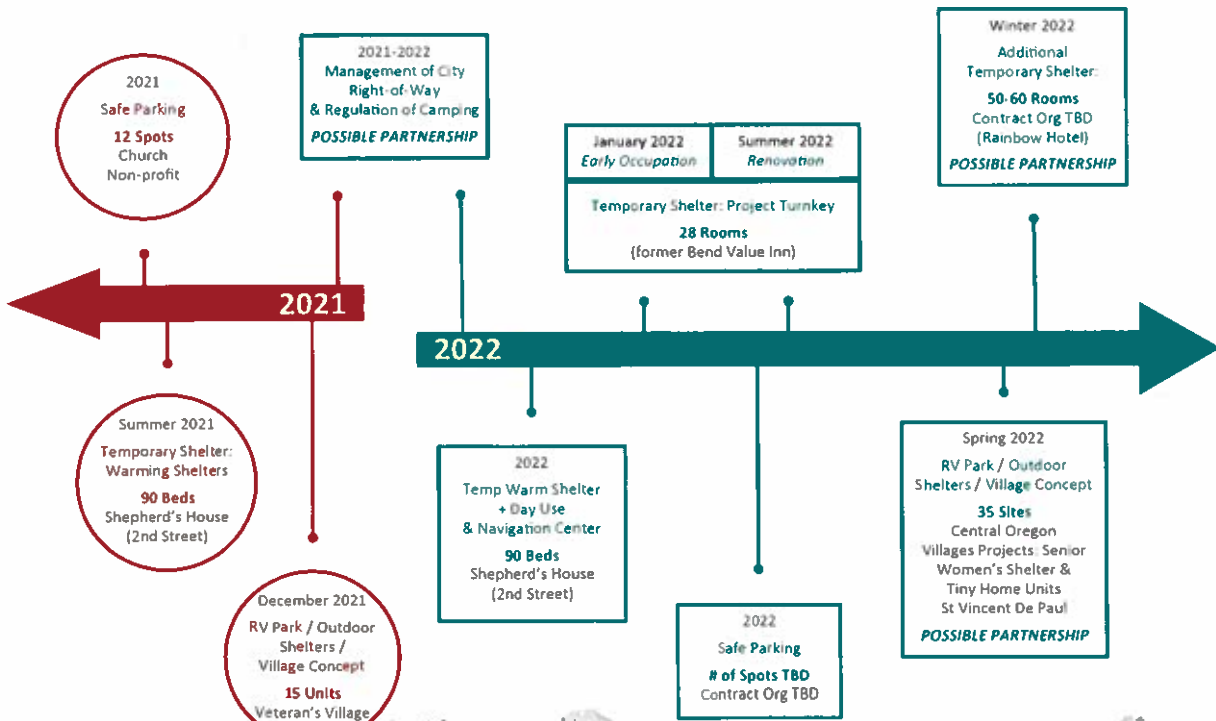 2021
Safe Parking
12 Spots
Church
Non-profit
2021-2022
Management of City
Right-of-Way
& Regulation of Camping
POSSIBLE PARTNERSHIP
January 2022
Early Occupation
Summer 2022
Renovation
Temporary Shelter: Project Turnkey
28 Rooms
(former Bend Value Inn)
Winter 2022
Additional
Temporary Shelter:
50-60 Rooms
Contract Org TBD
(Rainbow Hotel)
POSSIBLE PARTNERSHIP
2021
2022
Summer 2021
Temporary Shelter:
Warming Shelters
90 Beds
Shepherd's House
(2nd Street)
December 2021
RV Park / Outdoor
Shelters /
Village Concept
15 Units
Veteran's Village
2022
Temp Warm Shelter
+ Day Use
& Navigation Center
90 Beds
Shepherd's House
(2nd Street)
2022
Safe Parking
# of Spots TBD
Contract Org TBD
Spring 2022
RV Park / Outdoor
Shelters / Village Concept
35 Sites
Central Oregon
Villages Projects: Senior
Women's Shelter &
Tiny Home Units
St Vincent De Paul
POSSIBLE PARTNERSHIP